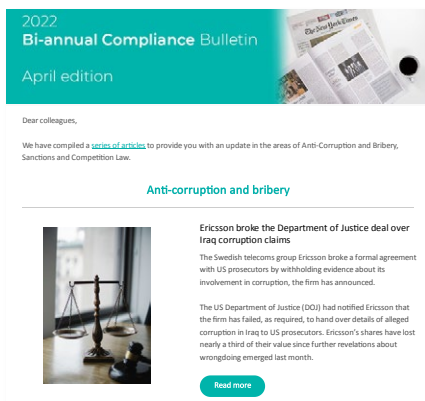 2022
Bi-annual Compliance Bulletin
April edition
The New York Times
Dear colleagues,
We have compiled a series of articles to provide you with an update in the areas of Anti-Corruption and Bribery,
Sanctions and Competition Law.
Anti-corruption and bribery
Ericsson broke the Department of Justice deal over
Iraq corruption claims
The Swedish telecoms group Ericsson broke a formal agreement
with US prosecutors by withholding evidence about its
involvement in corruption, the firm has announced.
The US Department of Justice (DOJ) had notified Ericsson that
the firm has failed, as required, to hand over details of alleged
corruption in Iraq to US prosecutors. Ericsson's shares have lost
nearly a third of their value since further revelations about
wrongdoing emerged last month.
Read more